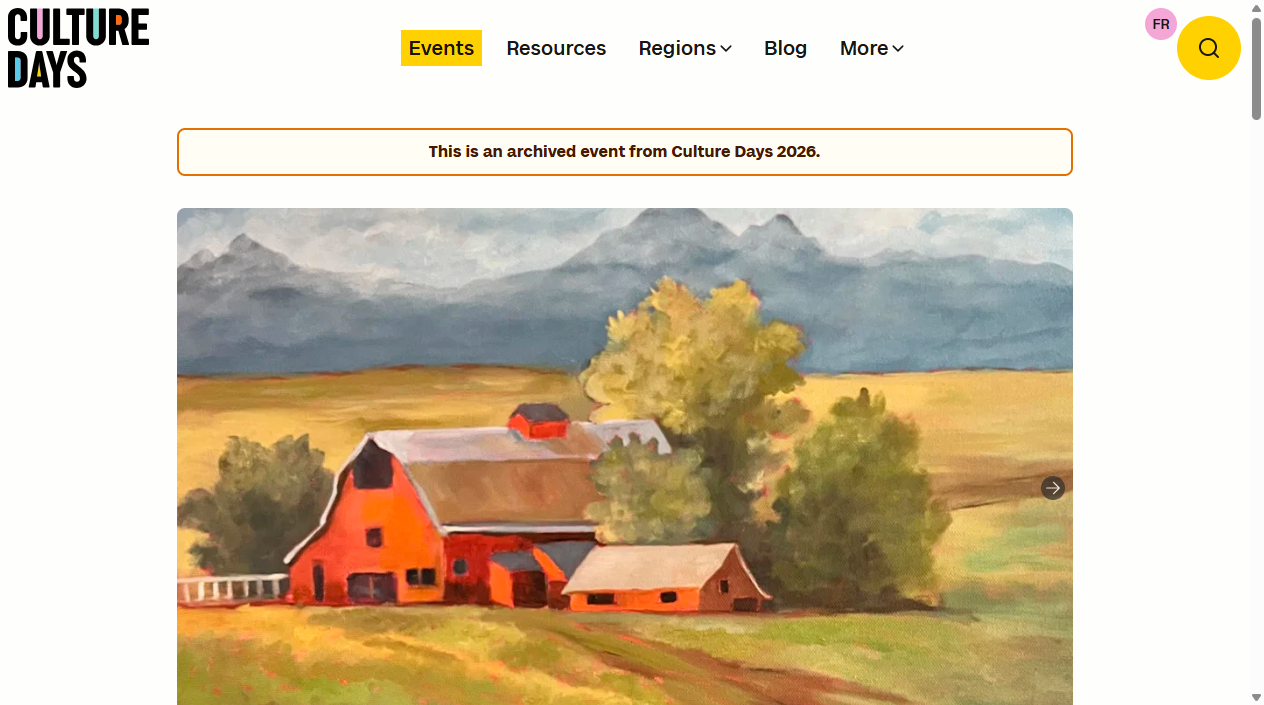 CULTURE
DAYS
Events
Resources
Regions
Blog
More
FR
This is an archived event from Culture Days 2026.